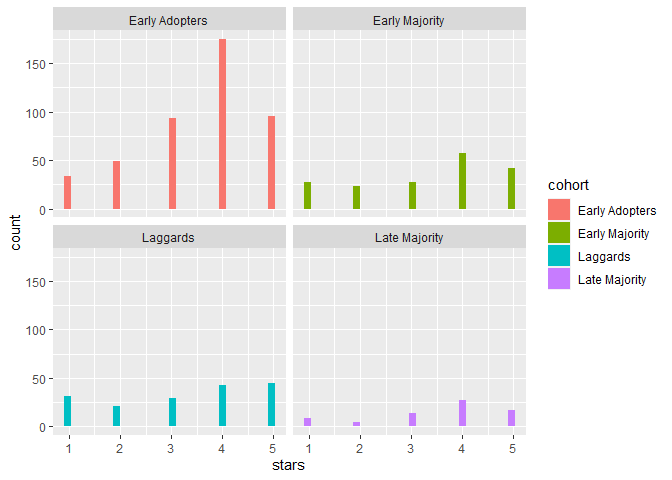 Early Adopters
Early Majority
150
100
50
0
count
Laggards
Late Majority
150
100
50
0
1 2 3 4 5
1 2 3 4 5
stars
cohort
Early Adopters
Early Majority
Laggards
Late Majority